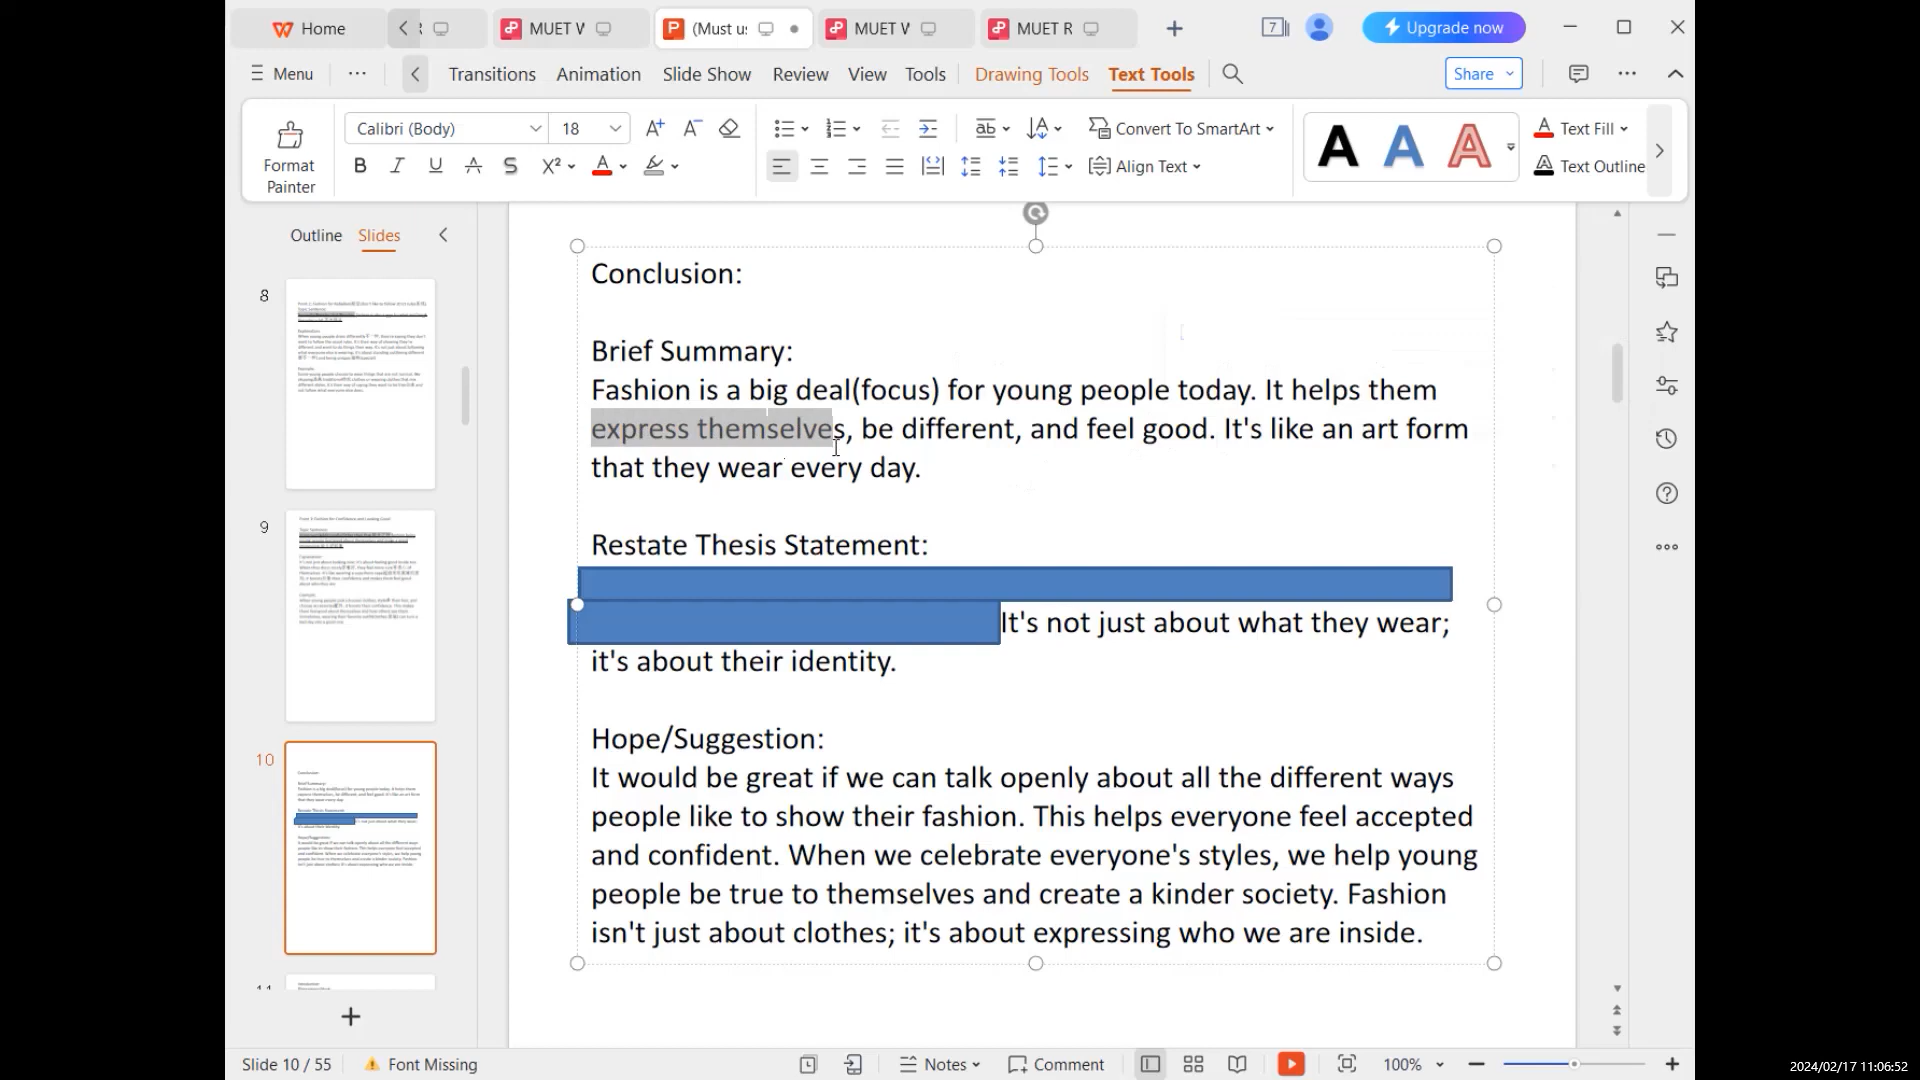 Home
MUET W
(Must u
MUET W
MUET R
7
Upgrade now
Menu
Transitions
Animation
Slide Show
Review
View
Tools
Drawing Tools
Text Tools
Share
Format
Painter
Calibri (Body)
18
Convert To SmartArt
Align Text
Text Fill
Text Outline
Outline
Slides
8
9
10
Conclusion:
Brief Summary:
Fashion is a big deal(focus) for young people today. It helps them
express themselves, be different, and feel good. It's like an art form
that they wear every day.
Restate Thesis Statement:
It's not just about what they wear;
it's about their identity.
Hope/Suggestion:
It would be great if we can talk openly about all the different ways
people like to show their fashion. This helps everyone feel accepted
and confident. When we celebrate everyone's styles, we help young
people be true to themselves and create a kinder society. Fashion
isn't just about clothes; it's about expressing who we are inside.
Slide 10 / 55
Font Missing
Notes
Comment
100%
2024/02/17 11:06:52